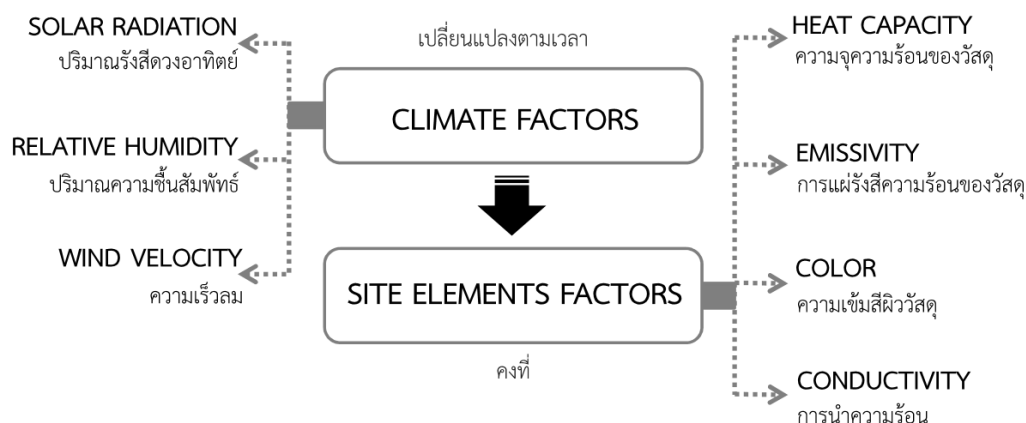 SOLAR RADIATION
ปริมาณรังสีดวงอาทิตย์
RELATIVE HUMIDITY
ปริมาณความชื้นสัมพัทธ์
WIND VELOCITY
ความเร็วลม
เปลี่ยนแปลงตามเวลา
CLIMATE FACTORS
SITE ELEMENTS FACTORS
คงที่
HEAT CAPACITY
ความจุความร้อนของวัสดุ
EMISSIVITY
การแผ่รังสีความร้อนของวัสดุ
COLOR
ความเข้มสีผิววัสดุ
CONDUCTIVITY
การนำความร้อน